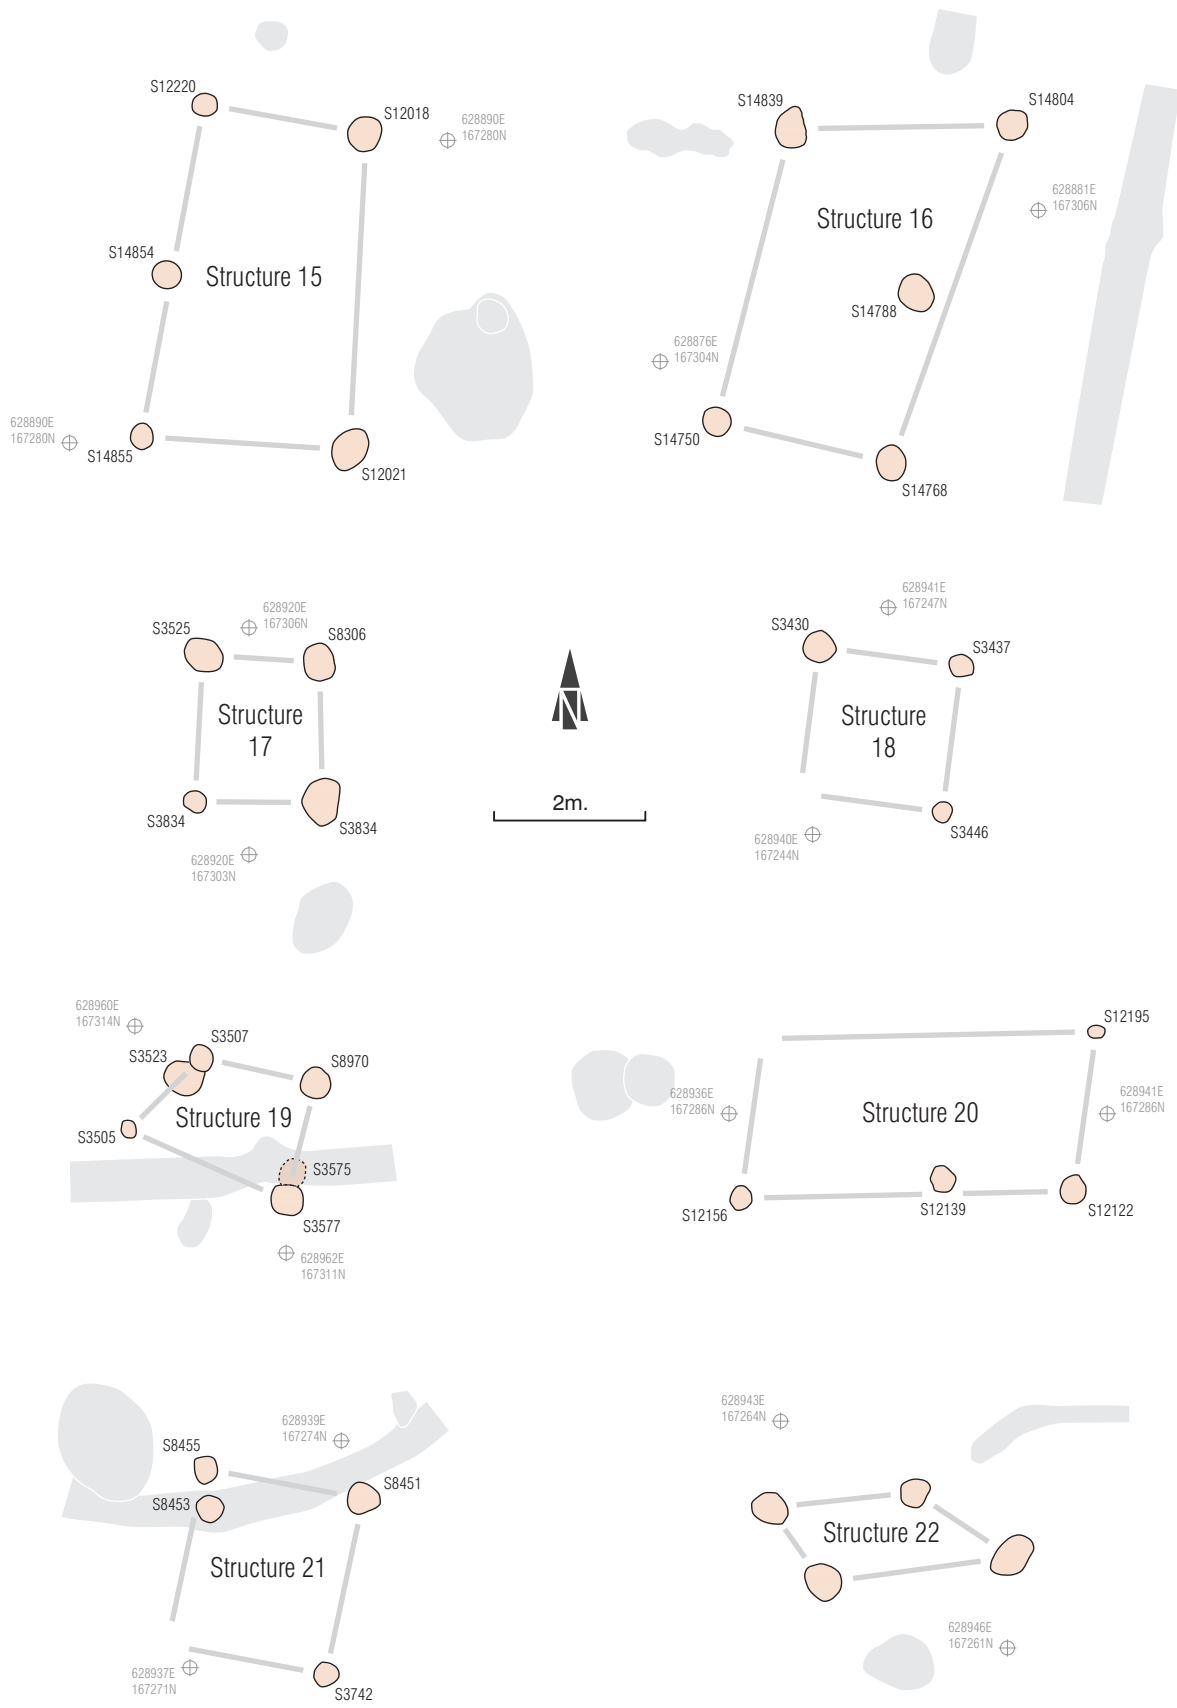 S12220
S12018
628890E
167280N
S14854
Structure 15
628890E
167280N
S14855
S12021
S14839
S14804
628881E
167306N
Structure 16
S14788
628876E
167304N
S14750
S14768
628920E
167306N
S3525
S8306
Structure
17
S3834
S3834
628920E
167303N
N
2m.
628941E
167247N
S3430
S3437
Structure
18
S3446
628940E
167244N
628960E
167314N
S3507
S3523
S8970
Structure 19
S3505
S3575
S3577
628962E
167311N
S12195
628936E
167286N
Structure 20
628941E
167286N
S12156
S12139
S12122
628939E
167274N
S8455
S8451
S8453
Structure 21
628937E
167271N
S3742
628943E
167264N
Structure 22
628946E
167261N